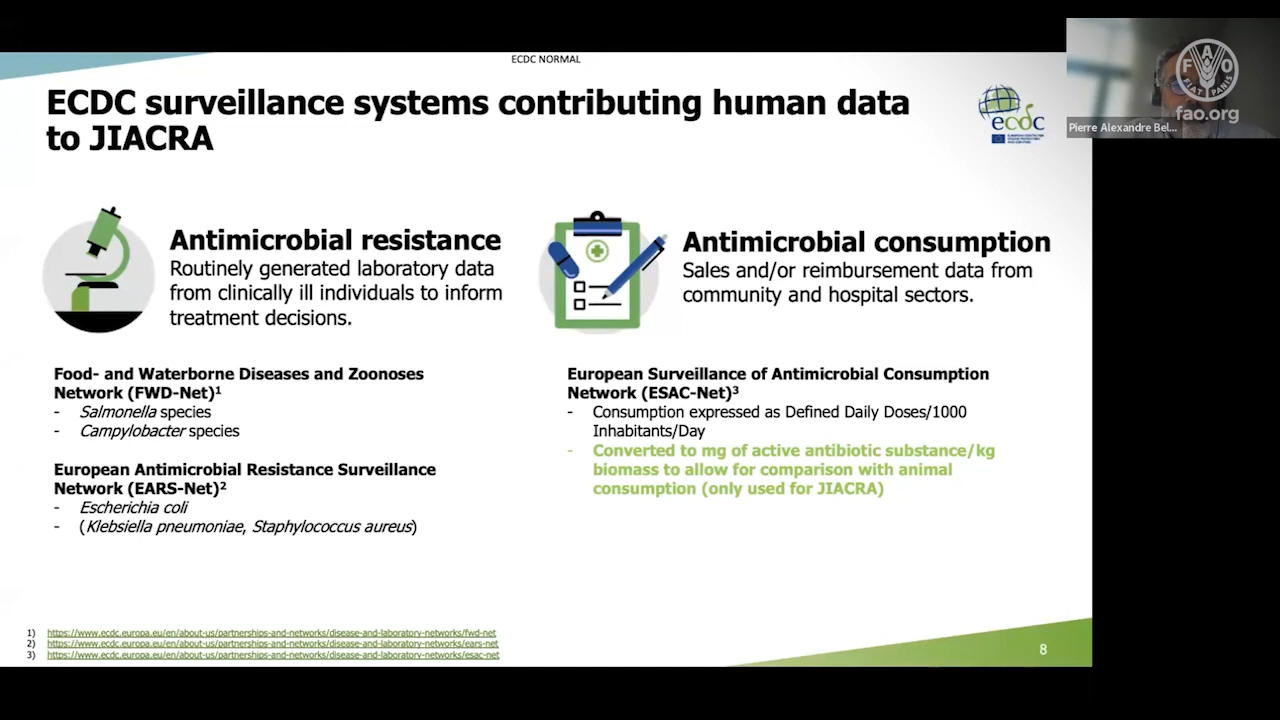 ECDC NORMAL
ECDC surveillance systems contributing human data
to JIACRA
ecdc
FAO
FIAT PANIS
fao.org
Pierre Alexandre Bel...
Antimicrobial resistance
Routinely generated laboratory data
from clinically ill individuals to inform
treatment decisions.
Antimicrobial consumption
Sales and/or reimbursement data from
community and hospital sectors.
Food- and Waterborne Diseases and Zoonoses
Network (FWD-Net)¹
- Salmonella species
- Campylobacter species
European Antimicrobial Resistance Surveillance
Network (EARS-Net)²
- Escherichia coli
- (Klebsiella pneumoniae, Staphylococcus aureus)
European Surveillance of Antimicrobial Consumption
Network (ESAC-Net)³
- Consumption expressed as Defined Daily Doses/1000
Inhabitants/Day
- Converted to mg of active antibiotic substance/kg
biomass to allow for comparison with animal
consumption (only used for JIACRA)
1) https://www.ecdc.europa.eu/en/about-us/partnerships-and-networks/disease-and-laboratory-networks/fwd-net
2) https://www.ecdc.europa.eu/en/about-us/partnerships-and-networks/disease-and-laboratory-networks/ears-net
3) https://www.ecdc.europa.eu/en/about-us/partnerships-and-networks/disease-and-laboratory-networks/esac-net
8